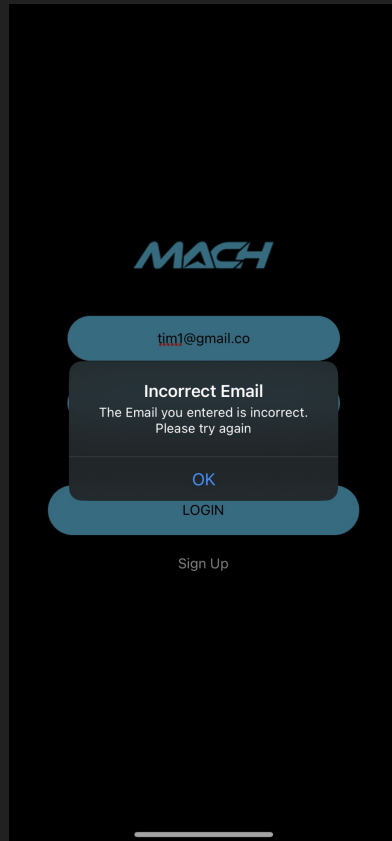 MACH
tim1@gmail.co
Incorrect Email
The Email you entered is incorrect.
Please try again
OK
LOGIN
Sign Up